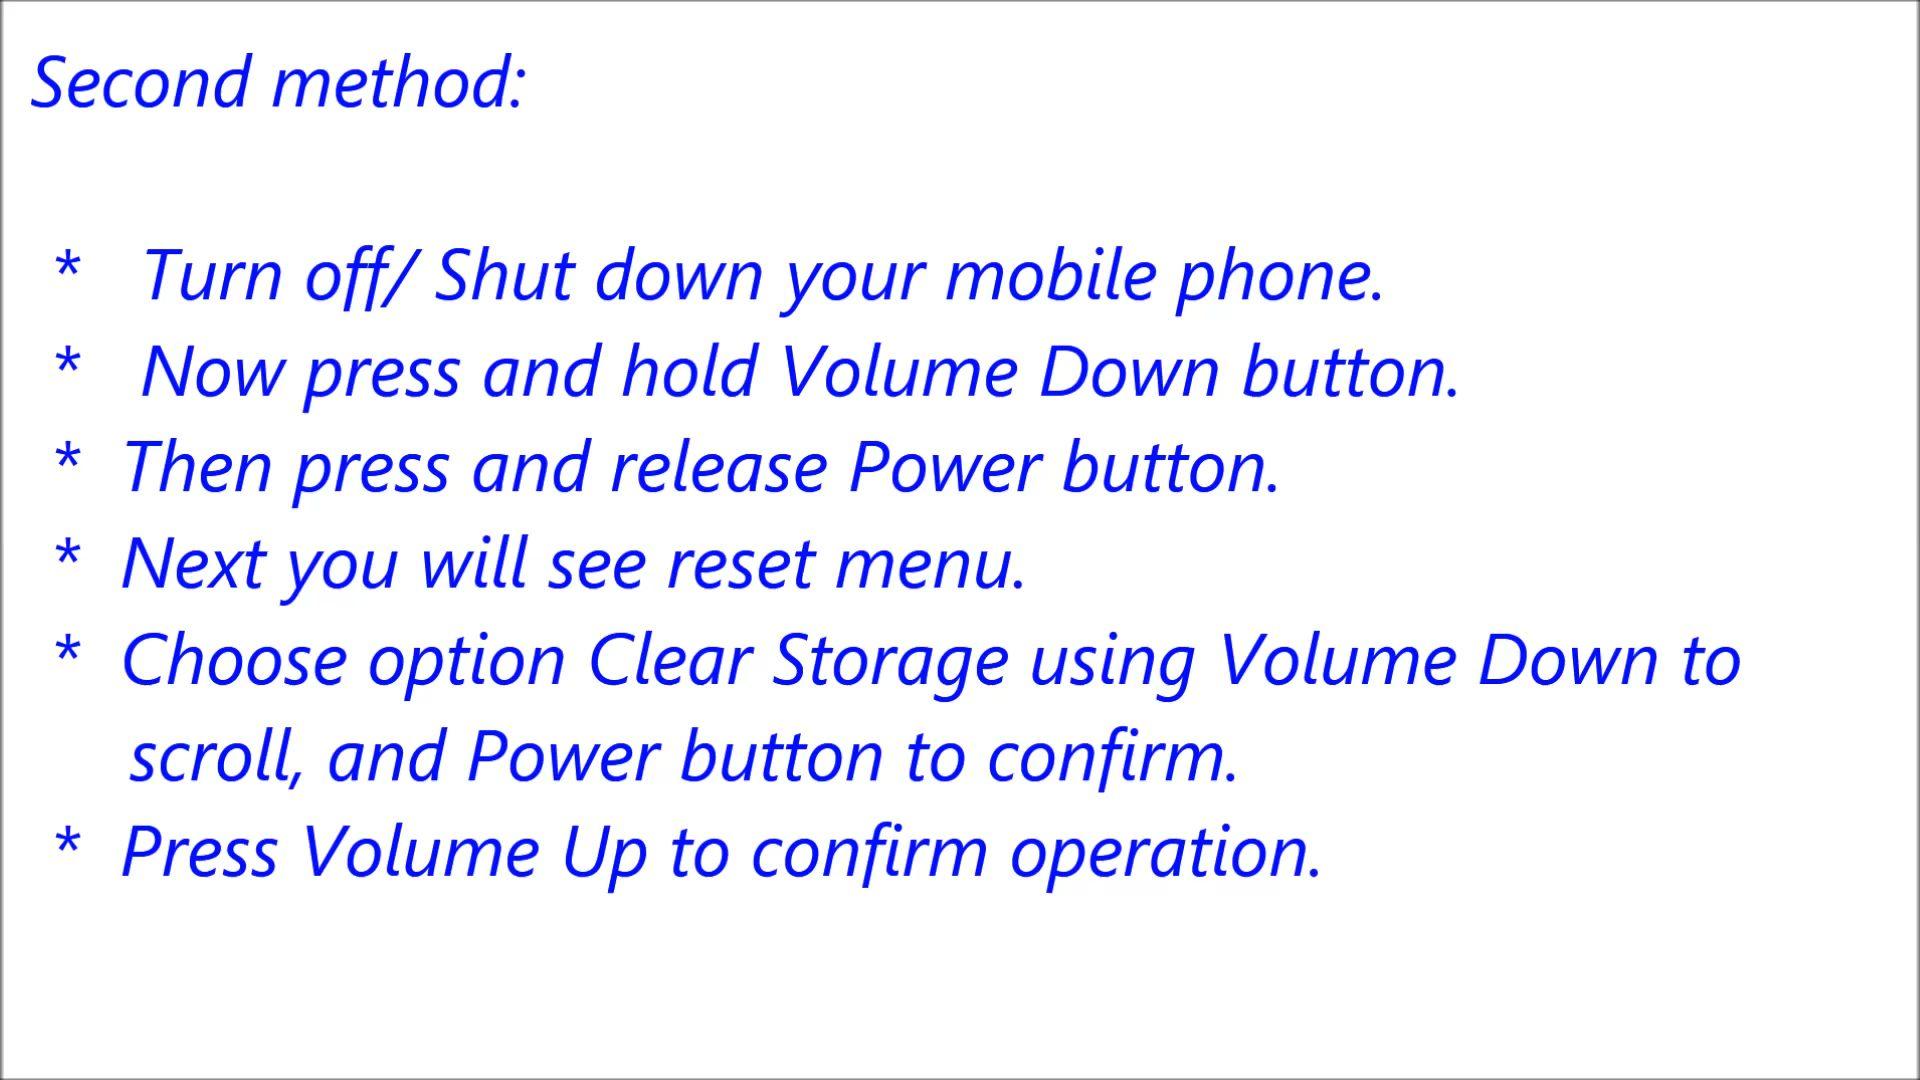 Second method:
* Turn off/ Shut down your mobile phone.
* Now press and hold Volume Down button.
* Then press and release Power button.
* Next you will see reset menu.
* Choose option Clear Storage using Volume Down to
scroll, and Power button to confirm.
* Press Volume Up to confirm operation.